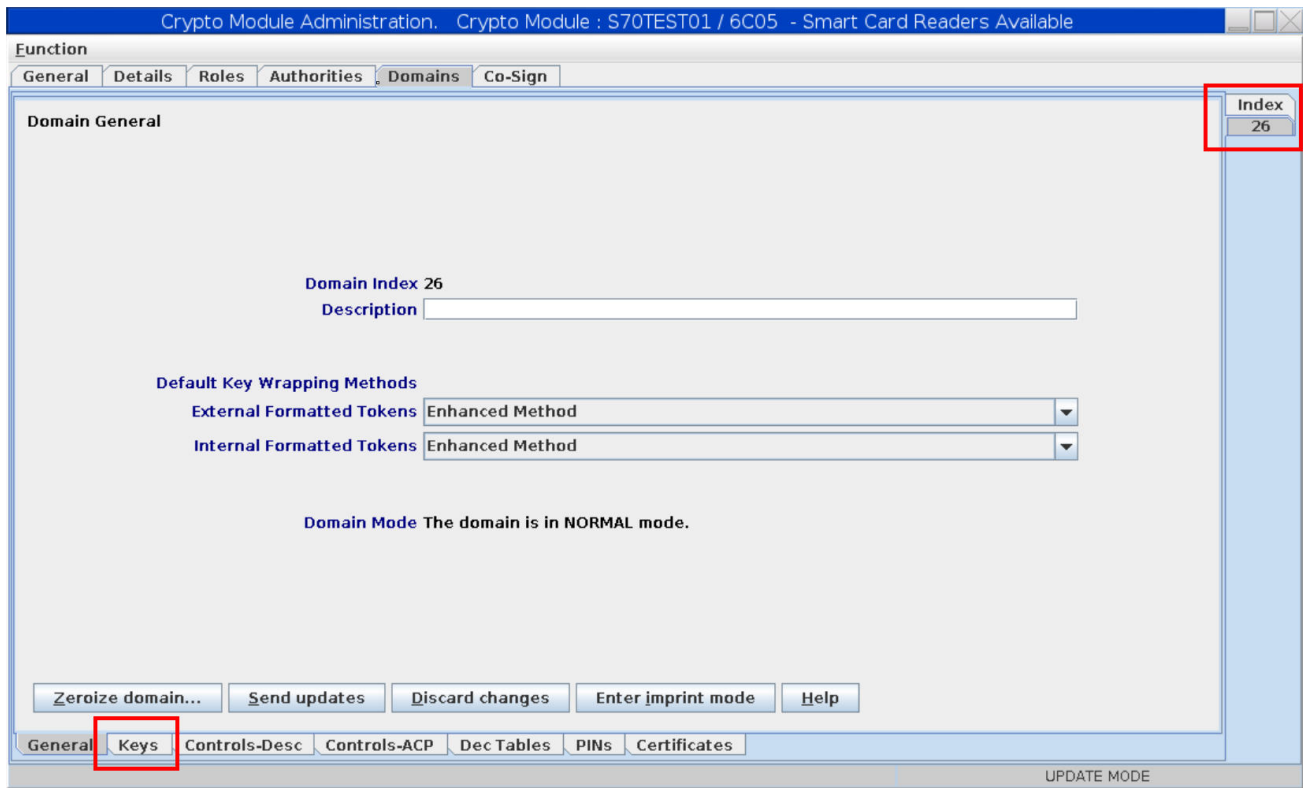 Crypto Module Administration. Crypto Module : S70TEST01 / 6C05 - Smart Card Readers Available
Function
General Details Roles Authorities Domains Co-Sign
Index
26
Domain General
Domain Index 26
Description
Default Key Wrapping Methods
External Formatted Tokens Enhanced Method
Internal Formatted Tokens Enhanced Method
Domain Mode The domain is in NORMAL mode.
Zeroize domain... Send updates Discard changes Enter imprint mode Help
General Keys Controls-Desc Controls-ACP Dec Tables PINs Certificates
UPDATE MODE